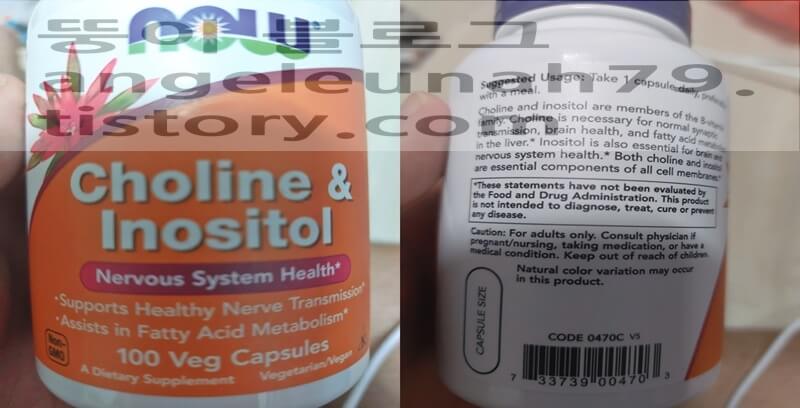 뚱이 블로그
angeleunah79.
tistory.com
NOW
Choline &
Inositol
Nervous System Health*
•Supports Healthy Nerve Transmission*
•Assists in Fatty Acid Metabolism*
Non-
GMO
100 Veg Capsules
A Dietary Supplement Vegetarian/Vegan
Suggested Usage: Take 1 capsule daily,
with a meal.
Choline and inositol are members of the
family. Choline is necessary for normal synaptic
transmission, brain health, and fatty acid
in the liver.* Inositol is also essential for brain and
nervous system health.* Both choline and
are essential components of all cell membranes.*
*These statements have not been evaluated by
the Food and Drug Administration. This product
is not intended to diagnose, treat, cure or prevent
any disease.
Caution: For adults only. Consult physician if
pregnant/nursing, taking medication, or have a
medical condition. Keep out of reach of children.
Natural color variation may occur
in this product.
CAPSULE SIZE
CODE 0470C V5
7 33739 00470 3